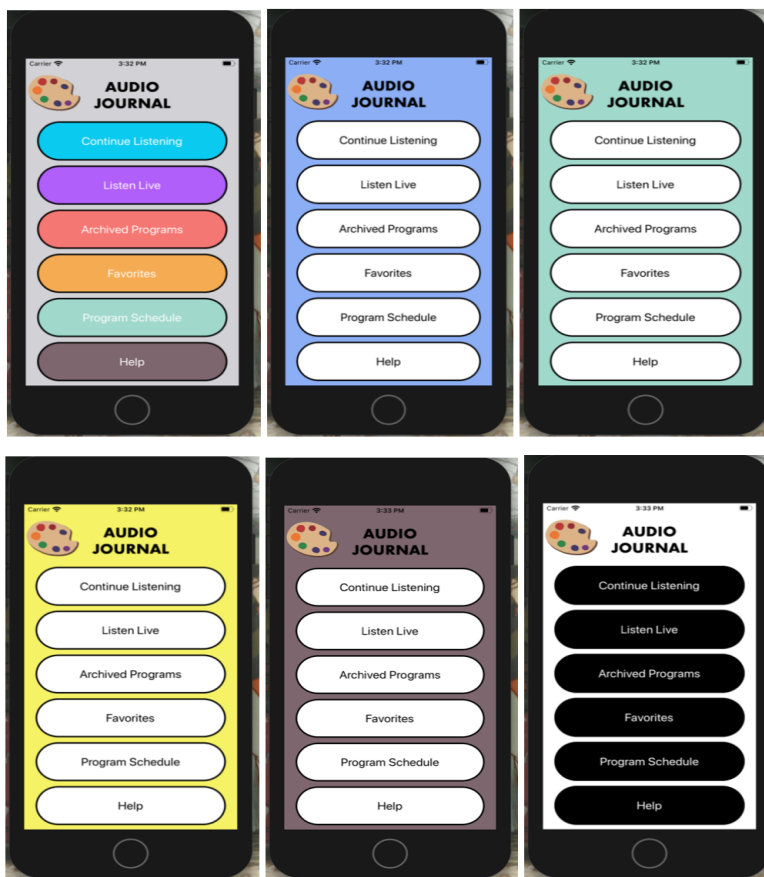 Carrier 3:32 PM
AUDIO
JOURNAL
Continue Listening
Listen Live
Archived Programs
Favorites
Program Schedule
Help
Carrier 3:32 PM
AUDIO
JOURNAL
Continue Listening
Listen Live
Archived Programs
Favorites
Program Schedule
Help
Carrier 3:32 PM
AUDIO
JOURNAL
Continue Listening
Listen Live
Archived Programs
Favorites
Program Schedule
Help
Carrier 3:32 PM
AUDIO
JOURNAL
Continue Listening
Listen Live
Archived Programs
Favorites
Program Schedule
Help
Carrier 3:33 PM
AUDIO
JOURNAL
Continue Listening
Listen Live
Archived Programs
Favorites
Program Schedule
Help
Carrier 3:33 PM
AUDIO
JOURNAL
Continue Listening
Listen Live
Archived Programs
Favorites
Program Schedule
Help